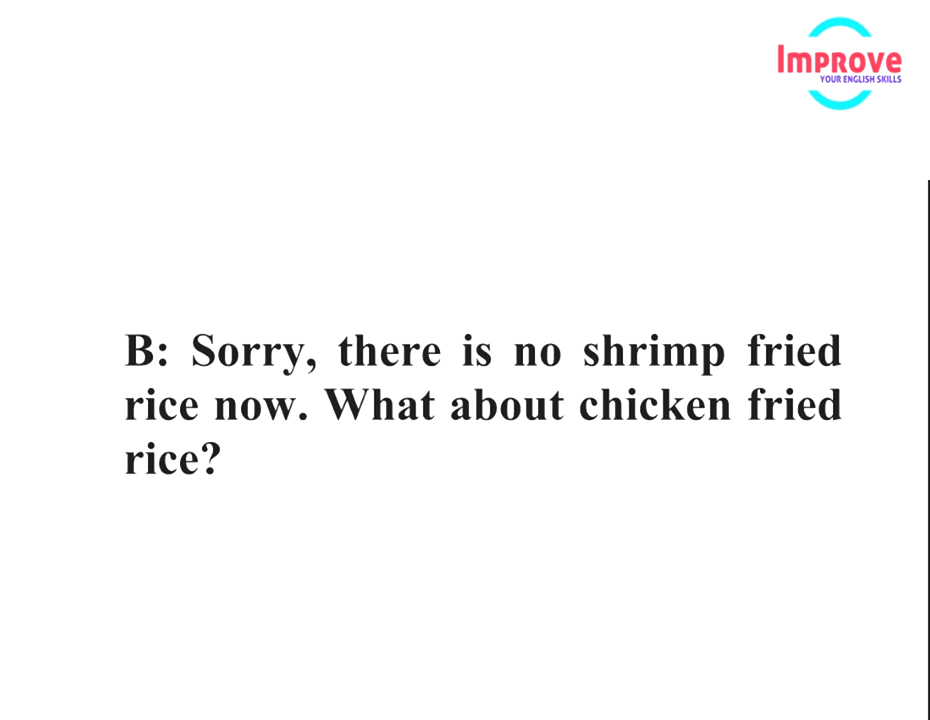 Improve
YOUR ENGLISH SKILLS
B: Sorry, there is no shrimp fried
rice now. What about chicken fried
rice?